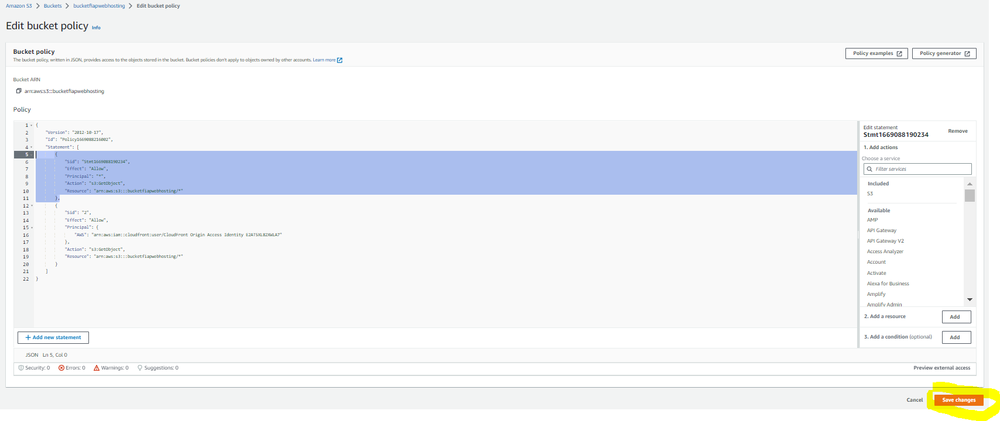 Amazon S3 > Buckets > bucketfiapwebhosting > Edit bucket policy
Edit bucket policy Info
Bucket policy
The bucket policy, written in JSON, provides access to the objects stored in the bucket. Bucket policies don't apply to objects owned by other accounts. Learn more
Policy examples
Policy generator
Bucket ARN
arn:aws:s3:::bucketfiapwebhosting
Policy
1 {
2 "Version": "2012-10-17",
3 "Id": "Policy1669088216002",
4 "Statement": [
5 {
6 "Sid": "Stmt1669088190234",
7 "Effect": "Allow",
8 "Principal": "*",
9 "Action": "s3:GetObject",
10 "Resource": "arn:aws:s3:::bucketfiapwebhosting/*"
11 },
12 {
13 "Sid": "2",
14 "Effect": "Allow",
15 "Principal": {
16 "AWS": "arn:aws:iam::cloudfront:user/CloudFront Origin Access Identity E2AT5XL82XWLA7"
17 },
18 "Action": "s3:GetObject",
19 "Resource": "arn:aws:s3:::bucketfiapwebhosting/*"
20 }
21 ]
22 }
Edit statement
Stmt1669088190234
Remove
1. Add actions
Choose a service
Filter services
Included
S3
Available
AMP
API Gateway
API Gateway V2
Access Analyzer
Account
Activate
Alexa for Business
Amplify
Amplify Admin
2. Add a resource
Add
3. Add a condition (optional)
Add
+ Add new statement
JSON Ln 5, Col 0
Security: 0 Errors: 0 Warnings: 0 Suggestions: 0
Preview external access
Cancel
Save changes